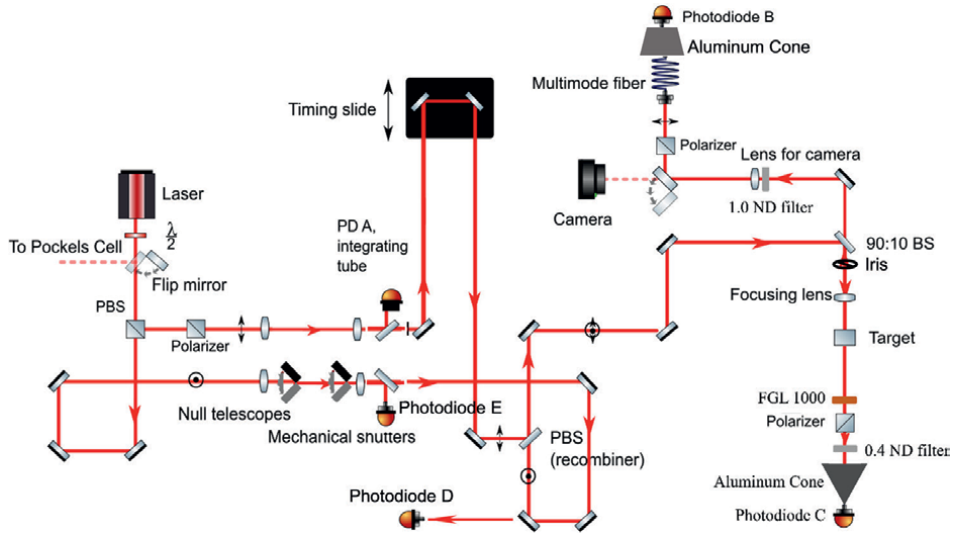 Photodiode B
Aluminum Cone
Multimode fiber
Timing slide
Polarizer
Lens for camera
Laser
λ
2
To Pockels Cell
Flip mirror
PD A,
integrating
tube
Camera
1.0 ND filter
90:10 BS
Iris
PBS
Focusing lens
Polarizer
Target
Null telescopes
Mechanical shutters
Photodiode E
PBS
(recombiner)
FGL 1000
Polarizer
0.4 ND filter
Aluminum Cone
Photodiode D
Photodiode C